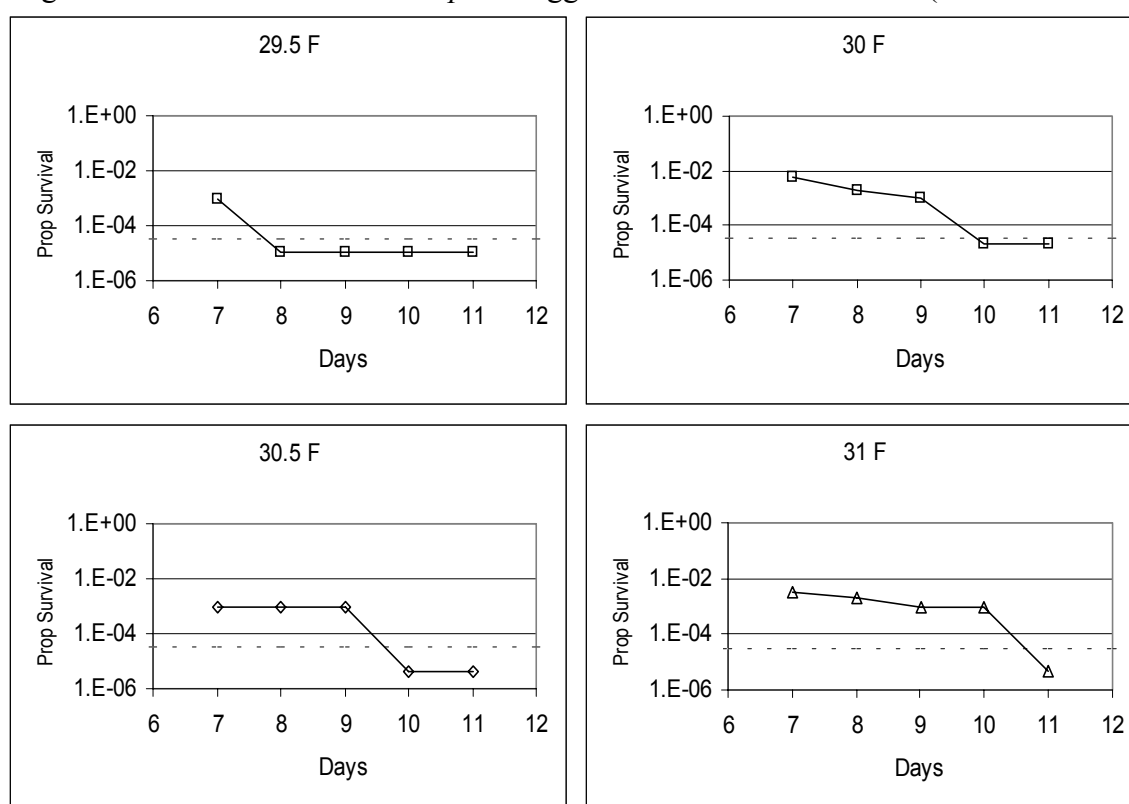 29.5 F
1.E+00
1.E-02
1.E-04
1.E-06
Prop Survival
6 7 8 9 10 11 12
Days
30 F
1.E+00
1.E-02
1.E-04
1.E-06
Prop Survival
6 7 8 9 10 11 12
Days
30.5 F
1.E+00
1.E-02
1.E-04
1.E-06
Prop Survival
6 7 8 9 10 11 12
Days
31 F
1.E+00
1.E-02
1.E-04
1.E-06
Prop Survival
6 7 8 9 10 11 12
Days